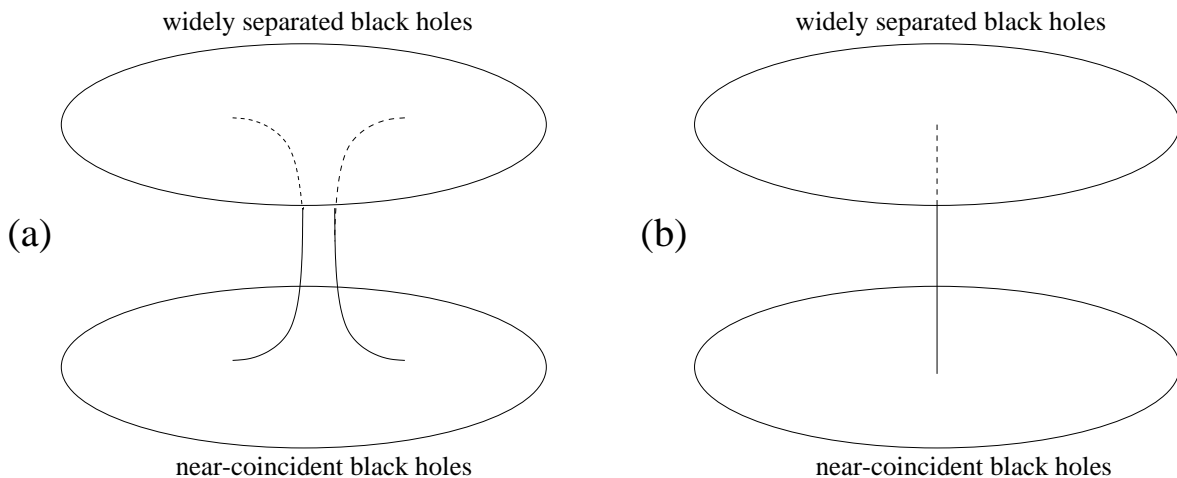 widely separated black holes
widely separated black holes
(a)
(b)
near-coincident black holes
near-coincident black holes